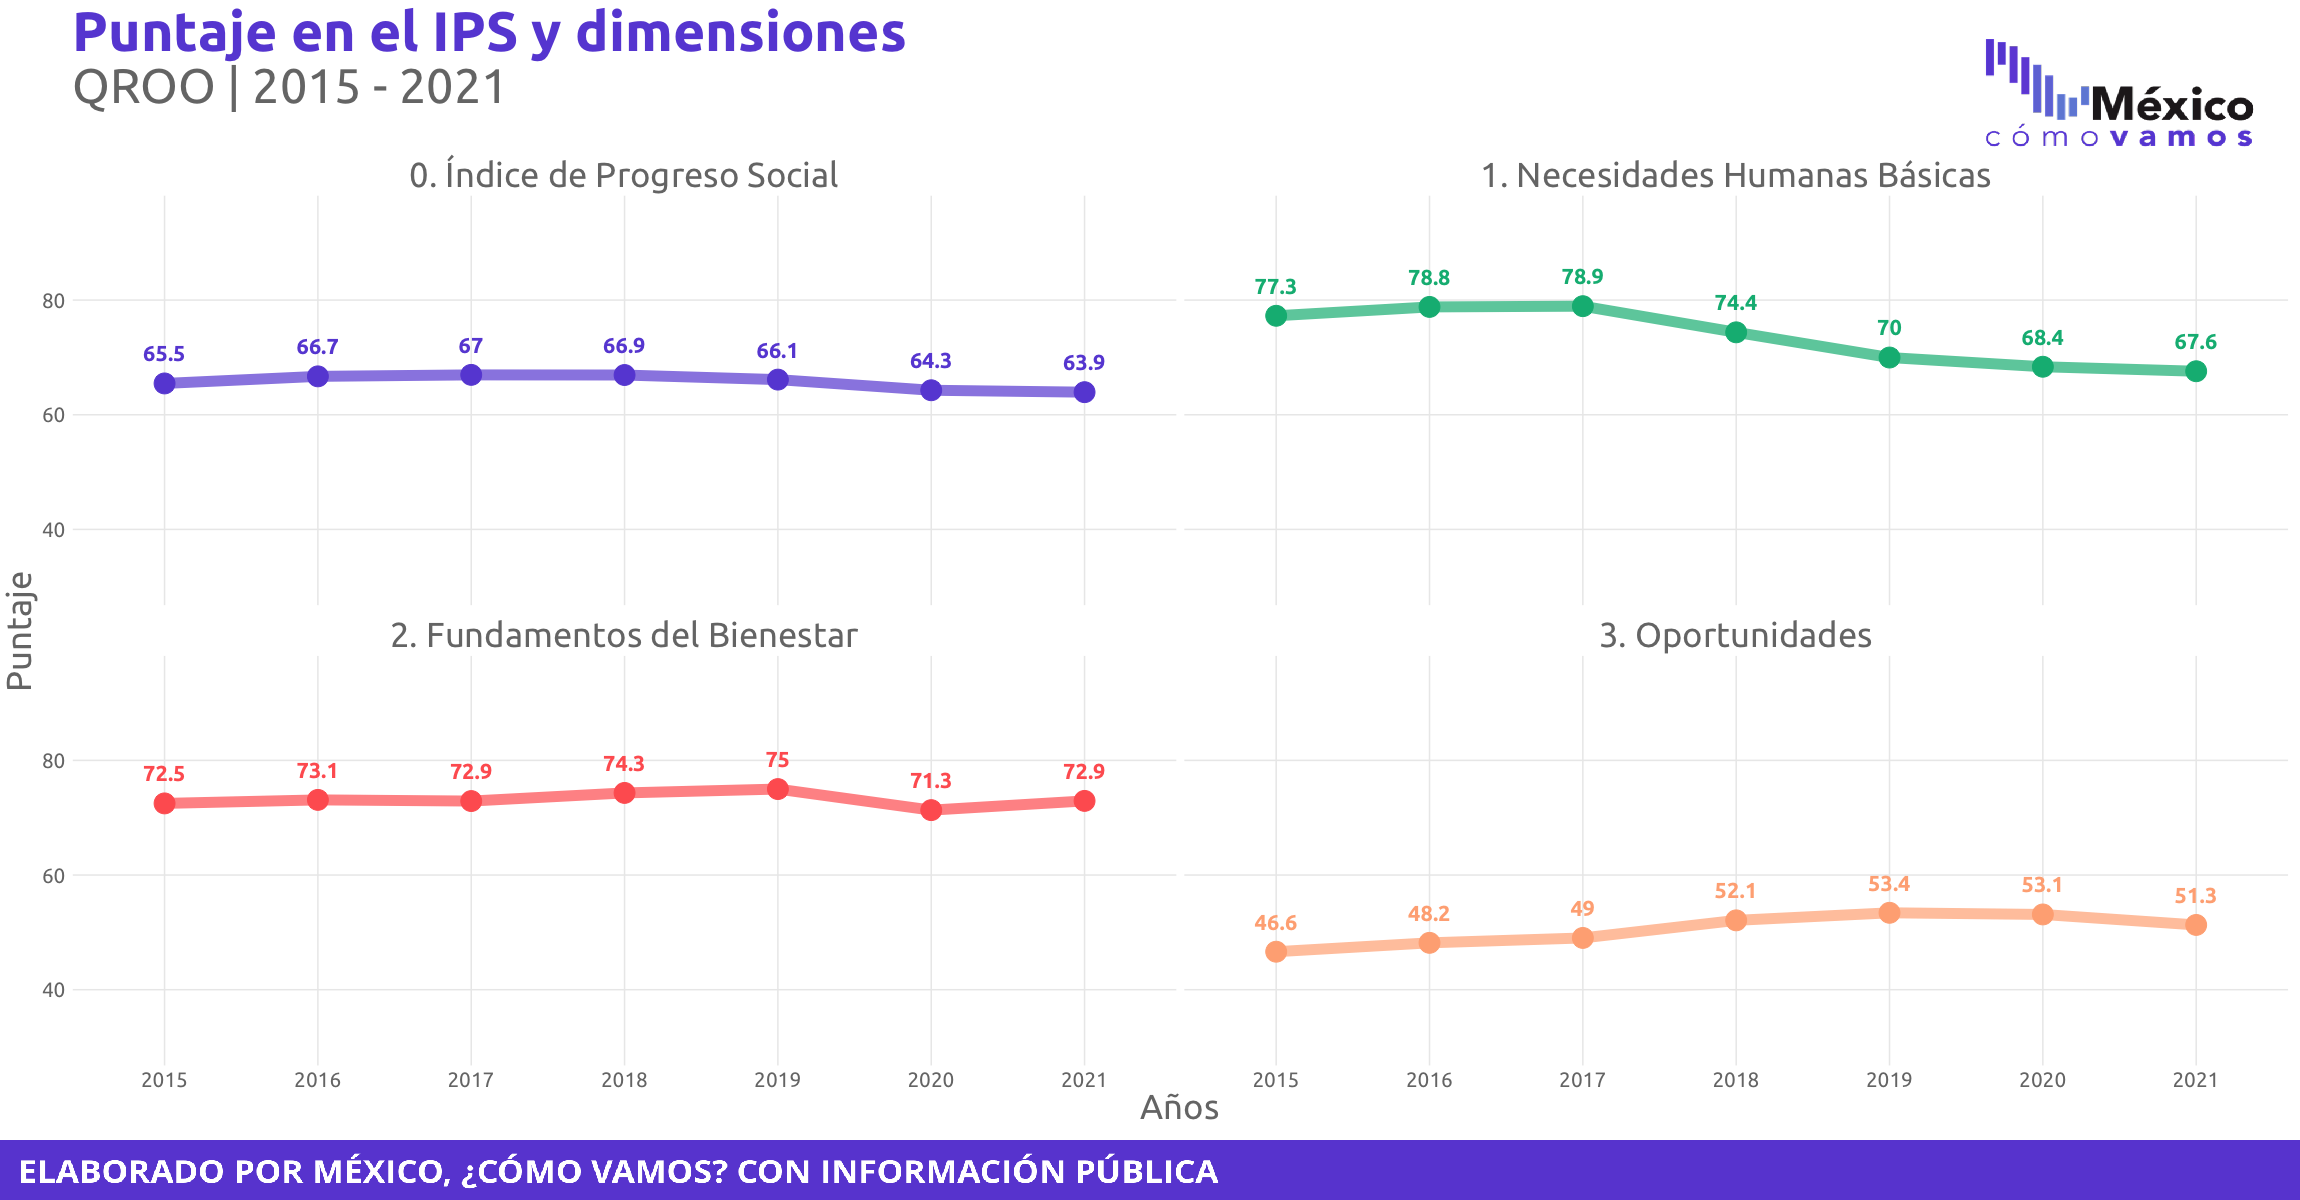 Puntaje en el IPS y dimensiones
QROO | 2015 - 2021
México
cómo vamos
0. Índice de Progreso Social
1. Necesidades Humanas Básicas
80
60
40
65.5 66.7 67 66.9 66.1 64.3 63.9
77.3 78.8 78.9 74.4 70 68.4 67.6
Puntaje
2. Fundamentos del Bienestar
3. Oportunidades
80
60
40
72.5 73.1 72.9 74.3 75 71.3 72.9
46.6 48.2 49 52.1 53.4 53.1 51.3
2015 2016 2017 2018 2019 2020 2021
2015 2016 2017 2018 2019 2020 2021
Años
ELABORADO POR MÉXICO, ¿CÓMO VAMOS? CON INFORMACIÓN PÚBLICA